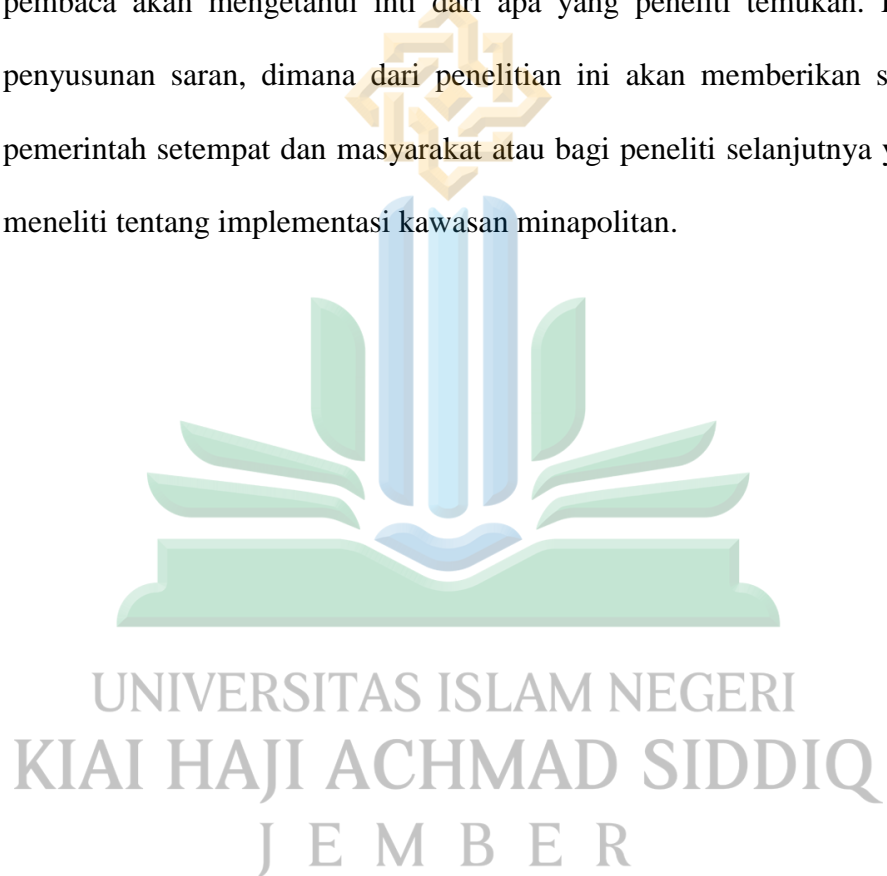 pembaca akan mengetahui inti dari apa yang peneliti temukan.
penyusunan saran, dimana dari penelitian ini akan memberikan
pemerintah setempat dan masyarakat atau bagi peneliti selanjutnya
meneliti tentang implementasi kawasan minapolitan.
UNIVERSITAS ISLAM NEGERI
KIAI HAJI ACHMAD SIDDIQ
JEMBER